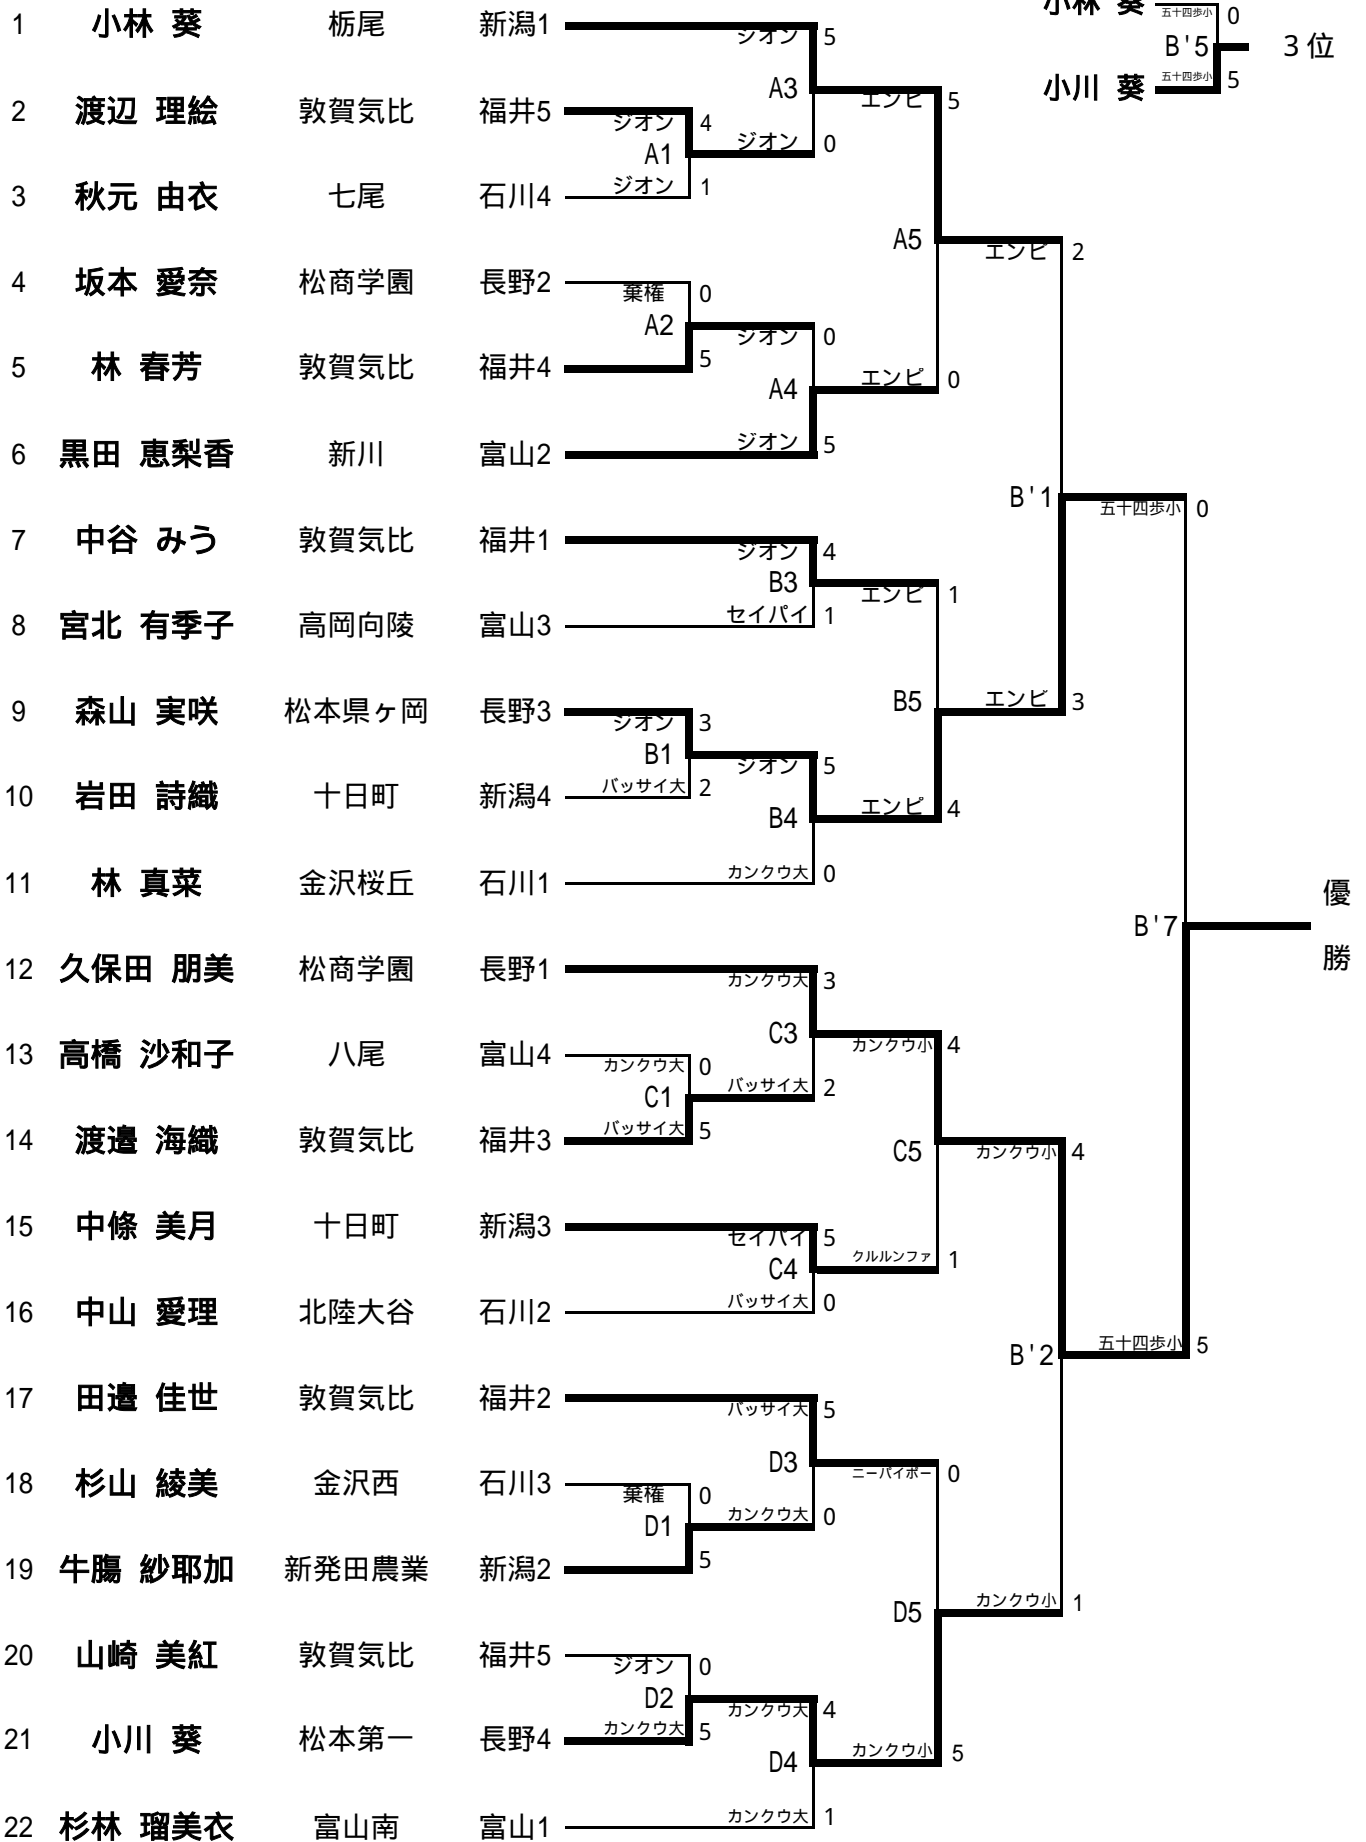 小林 葵 五十四歩小 0
B'5 3位
小川 葵 五十四歩小 5
1 小林 葵 栃尾 新潟1 ジオン 5
A3 エンピ 5
2 渡辺 理絵 敦賀気比 福井5 ジオン 4
A1 ジオン 0
3 秋元 由衣 七尾 石川4 ジオン 1
A5 エンピ 2
4 坂本 愛奈 松商学園 長野2 棄権 0
A2 ジオン 0
5 林 春芳 敦賀気比 福井4 5
A4 エンピ 0
6 黒田 恵梨香 新川 富山2 ジオン 5
B'1 五十四歩小 0
7 中谷 みう 敦賀気比 福井1 ジオン 4
B3 エンピ 1
8 宮北 有季子 高岡向陵 富山3 セイパイ 1
9 森山 実咲 松本県ヶ岡 長野3 ジオン 3
B5 エンピ 3
B1 ジオン 5
10 岩田 詩織 十日町 新潟4 バッサイ大 2
B4 エンピ 4
11 林 真菜 金沢桜丘 石川1 カンクウ大 0
B'7 優勝
12 久保田 朋美 松商学園 長野1 カンクウ大 3
C3 カンクウ小 4
13 高橋 沙和子 八尾 富山4 カンクウ大 0
C1 バッサイ大 2
14 渡邉 海織 敦賀気比 福井3 バッサイ大 5
C5 カンクウ小 4
15 中條 美月 十日町 新潟3 セイパイ 5
C4 クルルンファ 1
16 中山 愛理 北陸大谷 石川2 バッサイ大 0
B'2 五十四歩小 5
17 田邉 佳世 敦賀気比 福井2 バッサイ大 5
D3 ニーパイポー 0
18 杉山 綾美 金沢西 石川3 棄権 0
D1 カンクウ大 0
19 牛膓 紗耶加 新発田農業 新潟2 5
D5 カンクウ小 1
20 山崎 美紅 敦賀気比 福井5 ジオン 0
D2 カンクウ大 4
21 小川 葵 松本第一 長野4 カンクウ大 5
D4 カンクウ小 5
22 杉林 瑠美衣 富山南 富山1 カンクウ大 1